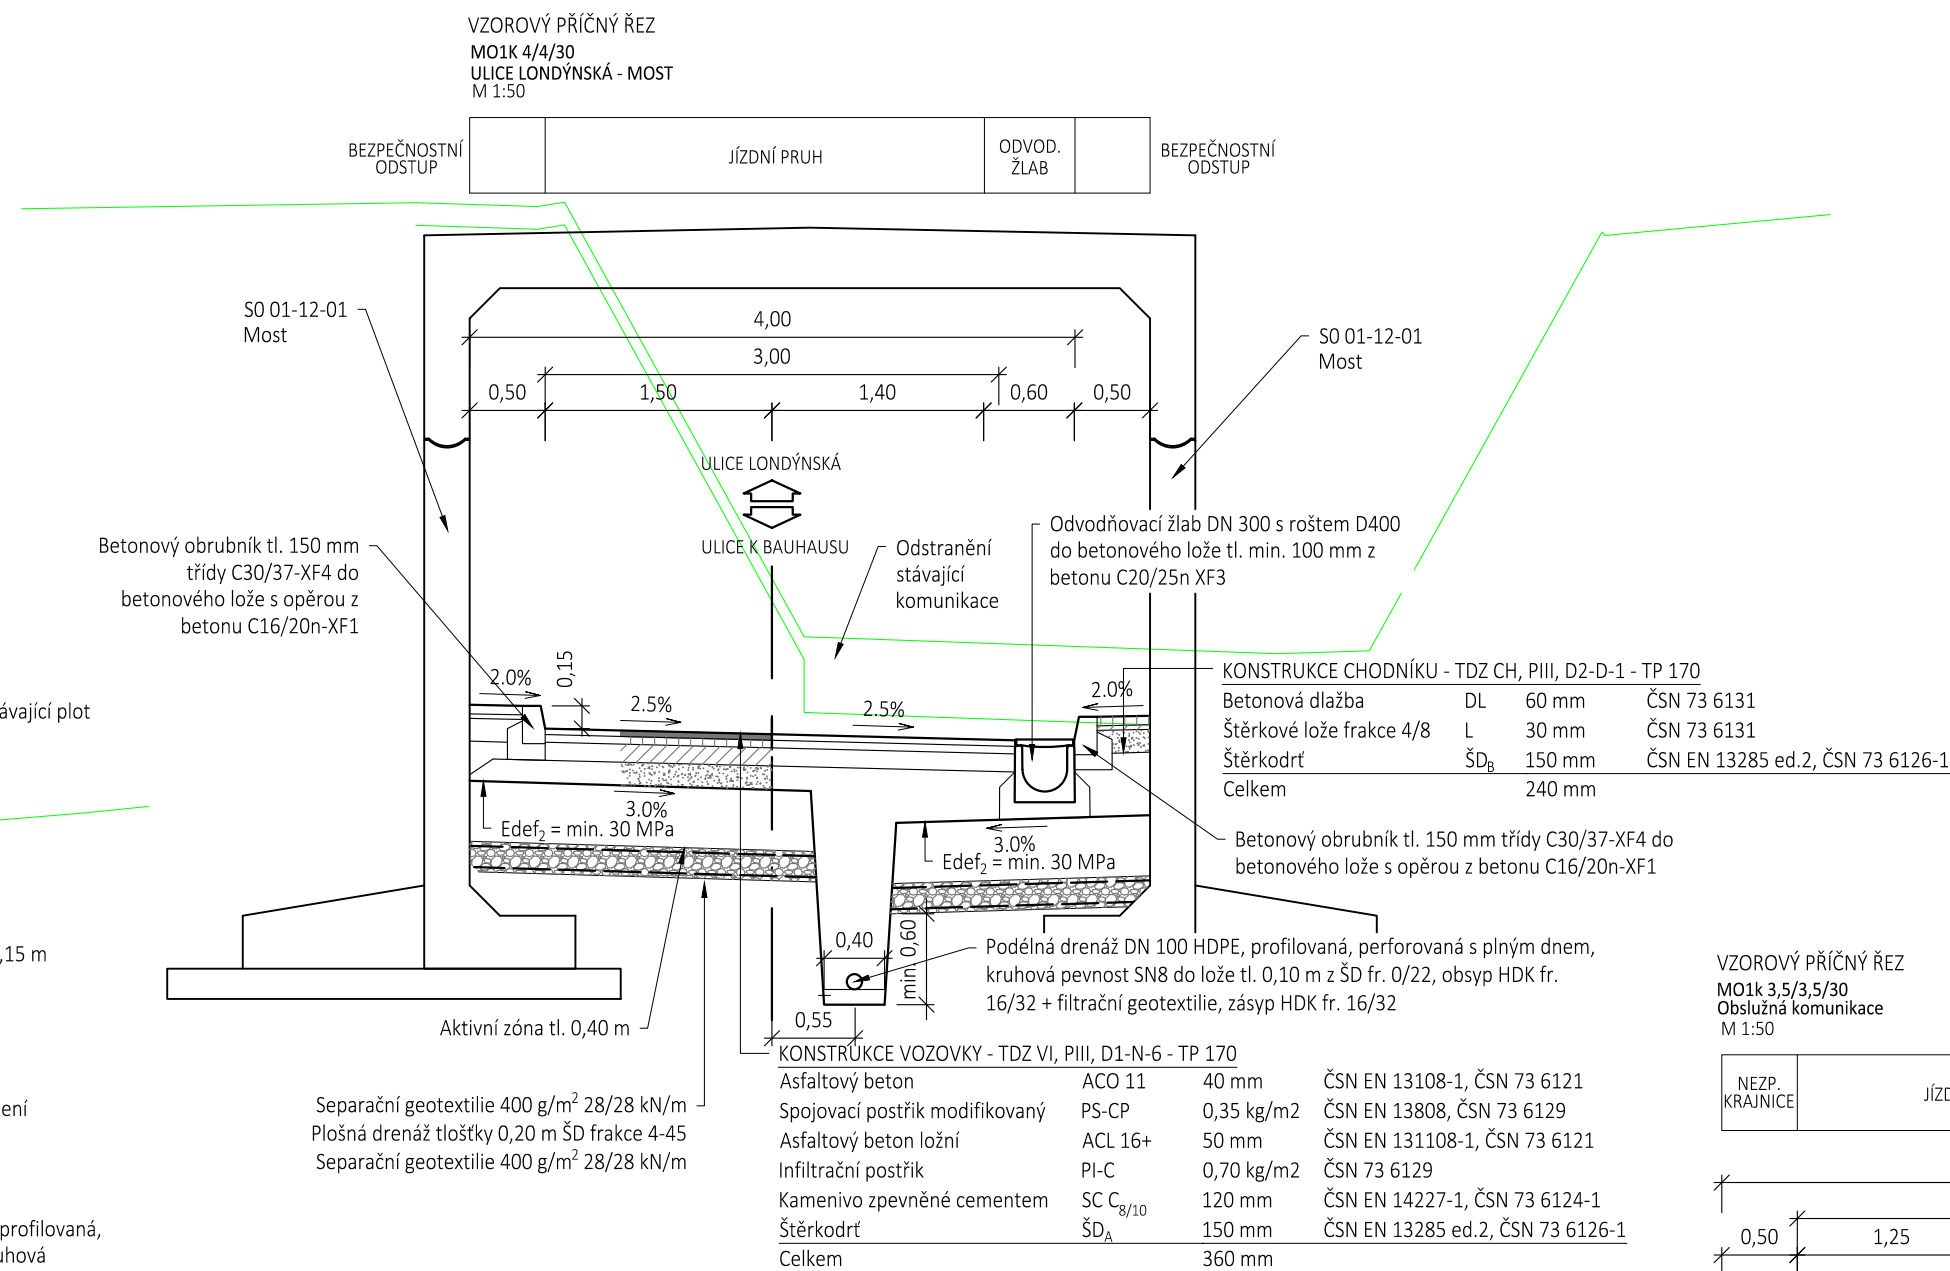 VZOROVÝ PŘÍČNÝ ŘEZ
MO1K 4/4/30
ULICE LONDÝNSKÁ - MOST
M 1:50
BEZPEČNOSTNÍ
ODSTUP
JÍZDNÍ PRUH
ODVOD.
ŽLAB
BEZPEČNOSTNÍ
ODSTUP
S0 01-12-01
Most
4,00
3,00
0,50
1,50
1,40
0,60
0,50
S0 01-12-01
Most
ULICE LONDÝNSKÁ
ULICE K BAUHAUSU
Betonový obrubník tl. 150 mm
třídy C30/37-XF4 do
betonového lože s opěrou z
betonu C16/20n-XF1
Odstranění
stávající
komunikace
Odvodňovací žlab DN 300 s roštem D400
do betonového lože tl. min. 100 mm z
betonu C20/25n XF3
2.0%
0,15
2.5%
2.5%
2.0%
ávající plot
KONSTRUKCE CHODNÍKU - TDZ CH, PIII, D2-D-1 - TP 170
Betonová dlažba DL 60 mm ČSN 73 6131
Štěrkové lože frakce 4/8 L 30 mm ČSN 73 6131
Štěrkodrť ŠDB 150 mm ČSN EN 13285 ed.2, ČSN 73 6126-1
Celkem 240 mm
3.0%
Edef2 = min. 30 MPa
3.0%
Edef2 = min. 30 MPa
Betonový obrubník tl. 150 mm třídy C30/37-XF4 do
betonového lože s opěrou z betonu C16/20n-XF1
0,40
min. 0,60
0,55
Podélná drenáž DN 100 HDPE, profilovaná, perforovaná s plným dnem,
kruhová pevnost SN8 do lože tl. 0,10 m z ŠD fr. 0/22, obsyp HDK fr.
16/32 + filtrační geotextilie, zásyp HDK fr. 16/32
,15 m
Aktivní zóna tl. 0,40 m
Separační geotextilie 400 g/m² 28/28 kN/m
Plošná drenáž tlošťky 0,20 m ŠD frakce 4-45
Separační geotextilie 400 g/m² 28/28 kN/m
KONSTRUKCE VOZOVKY - TDZ VI, PIII, D1-N-6 - TP 170
Asfaltový beton ACO 11 40 mm ČSN EN 13108-1, ČSN 73 6121
Spojovací postřik modifikovaný PS-CP 0,35 kg/m2 ČSN EN 13808, ČSN 73 6129
Asfaltový beton ložní ACL 16+ 50 mm ČSN EN 131108-1, ČSN 73 6121
Infiltrační postřik PI-C 0,70 kg/m2 ČSN 73 6129
Kamenivo zpevněné cementem SC C8/10 120 mm ČSN EN 14227-1, ČSN 73 6124-1
Štěrkodrť ŠDA 150 mm ČSN EN 13285 ed.2, ČSN 73 6126-1
Celkem 360 mm
ení
profilovaná,
uhová
VZOROVÝ PŘÍČNÝ ŘEZ
MO1k 3,5/3,5/30
Obslužná komunikace
M 1:50
NEZP.
KRAJNICE
JÍZD
0,50
1,25